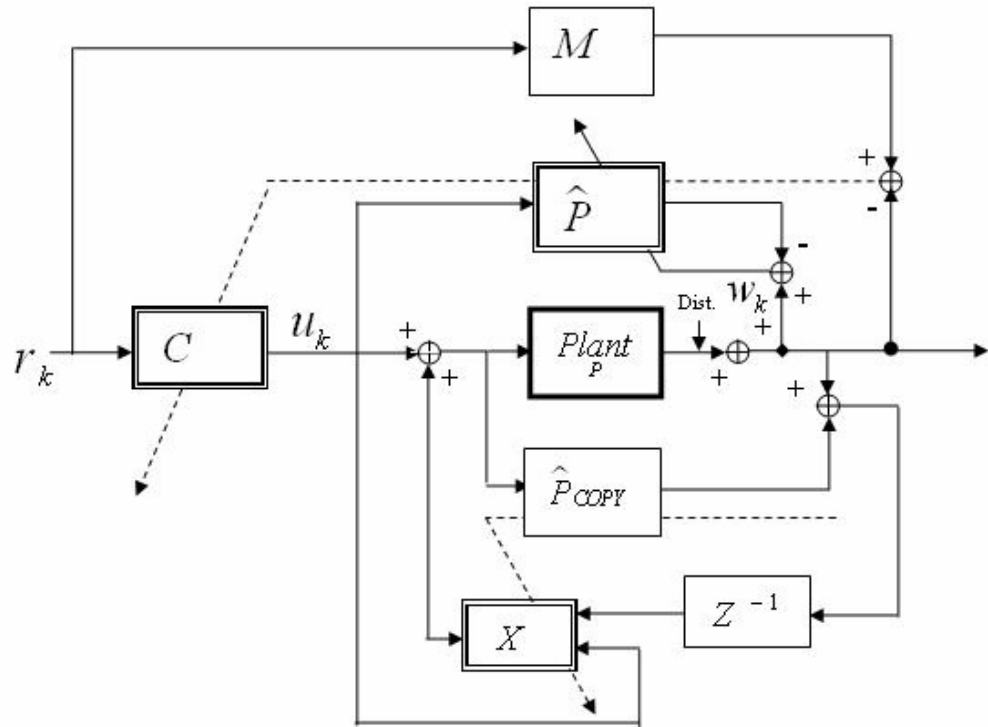 M
+
-
P̂
-
w_k
+
Dist.
+
r_k
C
u_k
+
+
Plant
P
+
+
P̂ COPY
X
Z⁻¹